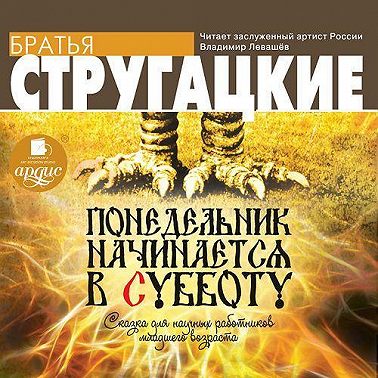 БРАТЬЯ
Читает заслуженный артист России
Владимир Левашёв
СТРУГАЦКИЕ
ардис
ПОНЕДЕЛЬНИК
НАЧИНАЕТСЯ
В СУББОТУ
Сказка для научных работников
младшего возраста